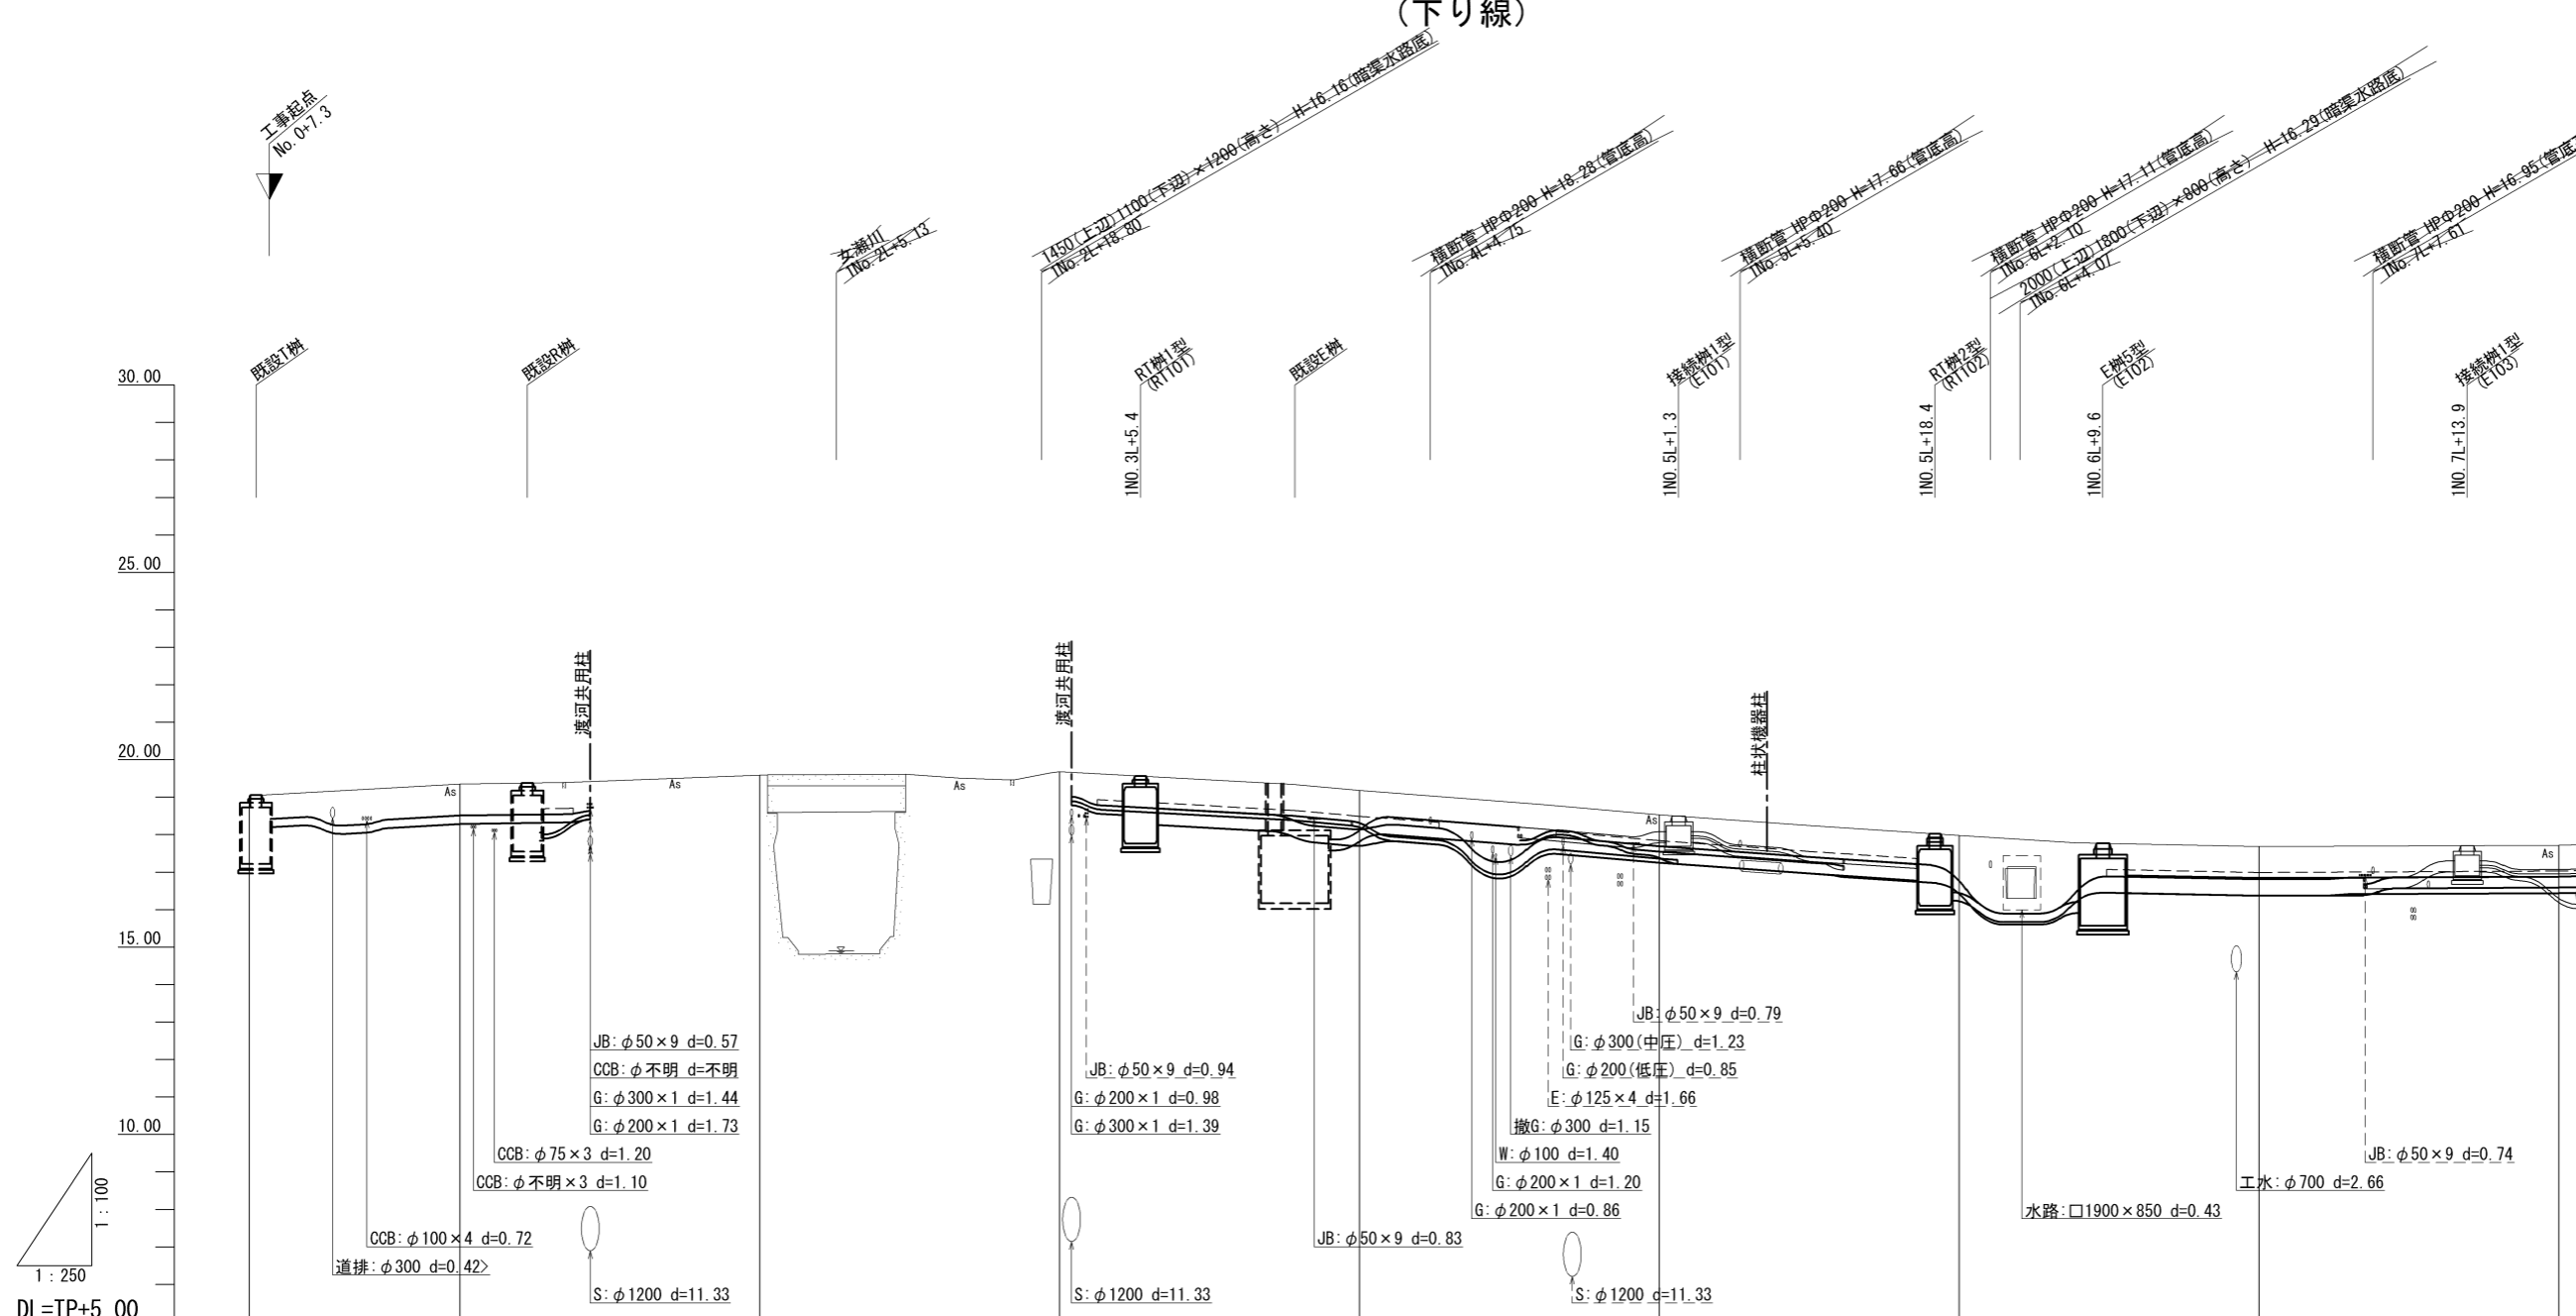 (下り線)
工事起点
No.0+7.3
女瀬川
1No.2L+5.13
1450(上辺)1100(下辺)×1200(高さ) H=16.16(暗渠水路底)
1No.2L+18.80
横断管 HPΦ200 H=18.28(管底高)
1No.4L+4.75
横断管 HPΦ200 H=17.66(管底高)
1No.5L+5.40
横断管 HPΦ200 H=17.11(管底高)
1No.6L+2.10
2000(上辺)1800(下辺)×800(高さ) H=16.29(暗渠水路底)
1No.6L+4.07
横断管 HPΦ200 H=16.95(管底
1No.7L+7.61
既設T桝
既設R桝
RT桝1型
(RT101)
1NO.3L+5.4
既設E桝
接続桝1型
(E101)
1NO.5L+1.3
RT桝2型
(RT102)
1NO.5L+18.4
E桝5型
(E102)
1NO.6L+9.6
接続桝1型
(E103)
1NO.7L+13.9
30.00
25.00
20.00
15.00
10.00
渡河共用柱
渡河共用柱
柱状機器柱
As
As
As
As
As
JB:φ50×9 d=0.57
CCB:φ不明 d=不明
G:φ300×1 d=1.44
G:φ200×1 d=1.73
CCB:φ75×3 d=1.20
CCB:φ不明×3 d=1.10
CCB:φ100×4 d=0.72
道排:φ300 d=0.42>
S:φ1200 d=11.33
JB:φ50×9 d=0.94
G:φ200×1 d=0.98
G:φ300×1 d=1.39
S:φ1200 d=11.33
JB:φ50×9 d=0.79
G:φ300(中圧) d=1.23
G:φ200(低圧) d=0.85
E:φ125×4 d=1.66
撤G:φ300 d=1.15
W:φ100 d=1.40
G:φ200×1 d=1.20
G:φ200×1 d=0.86
JB:φ50×9 d=0.83
S:φ1200 d=11.33
JB:φ50×9 d=0.74
工水:φ700 d=2.66
水路:口1900×850 d=0.43
1:100
1:250
DL=TP+5.00